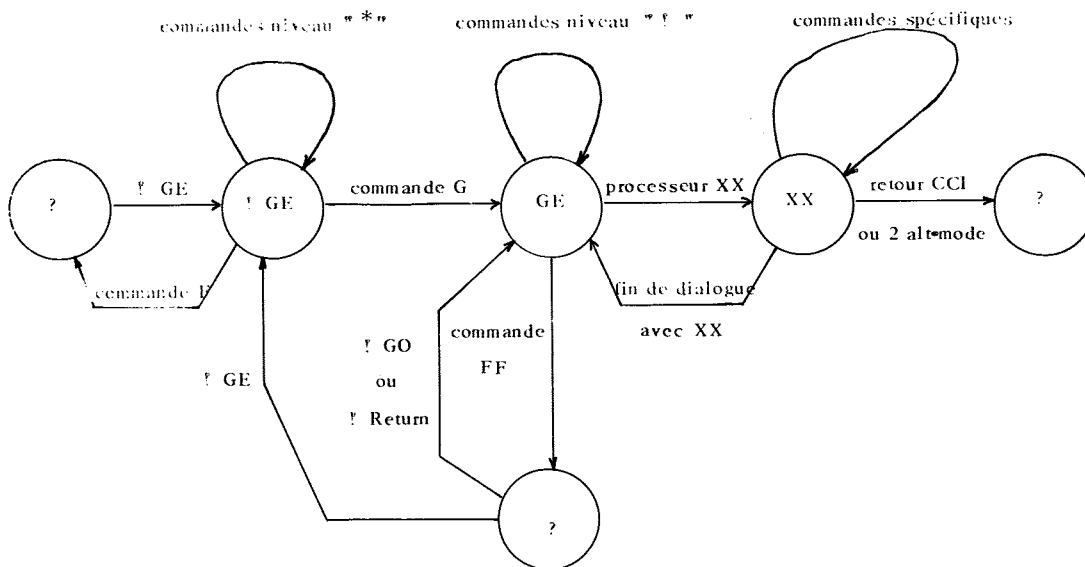 commandes niveau "*"
commandes niveau "! "
commandes spécifiques
?
! GE
! GE
commande G
GE
processeur XX
XX
retour CCI
ou 2 alt-mode
?
commande F
fin de dialogue
avec XX
! GO
ou
! Return
commande
FF
! GE
?